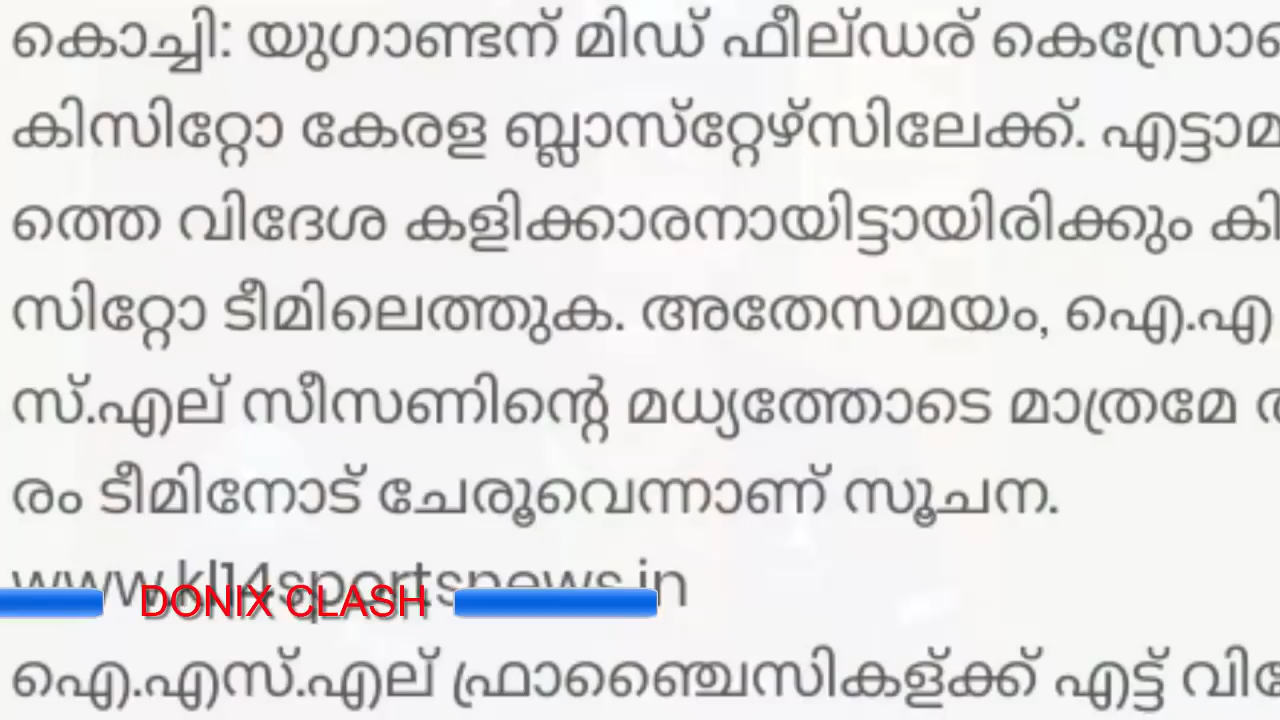 കൊച്ചി: യുഗാണ്ടന് മിഡ് ഫീല്ഡര്
കിസിറ്റോ കേരള ബ്ലാസ്റ്റേഴ്സിലേക്ക്. എട്ടാമ
ത്തെ വിദേശ കളിക്കാരനായിട്ടായിരിക്കും കി
സിറ്റോ ടീമിലെത്തുക. അതേസമയം, ഐ.എ
സ്.എല് സീസണിന്റെ മധ്യത്തോടെ മാത്രമേ
രം ടീമിനോട് ചേരൂവെന്നാണ് സൂചന.
www.kl14sportsnews.in
DONIX CLASH
ഐ.എസ്.എല് ഫ്രാഞ്ചൈസികള്ക്ക് എട്ട്